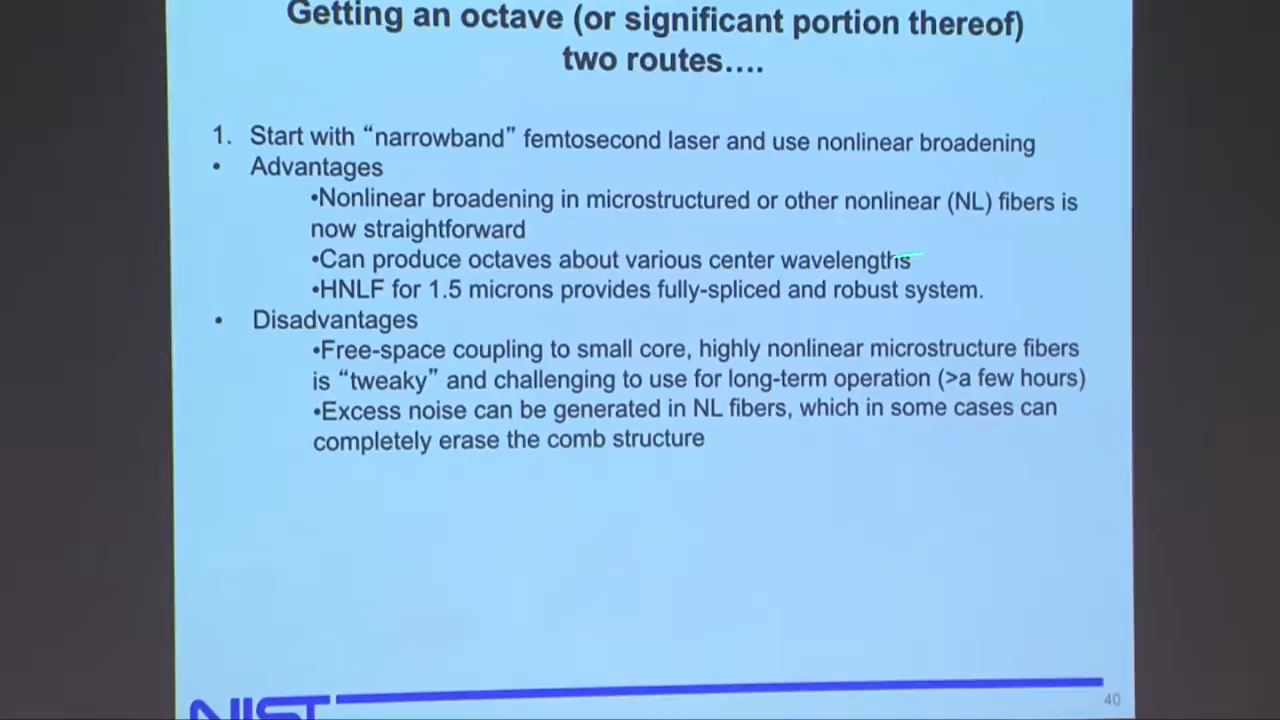 Getting an octave (or significant portion thereof)
two routes….
1. Start with “narrowband” femtosecond laser and use nonlinear broadening
• Advantages
•Nonlinear broadening in microstructured or other nonlinear (NL) fibers is
now straightforward
•Can produce octaves about various center wavelengths
•HNLF for 1.5 microns provides fully-spliced and robust system.
• Disadvantages
•Free-space coupling to small core, highly nonlinear microstructure fibers
is “tweaky” and challenging to use for long-term operation (>a few hours)
•Excess noise can be generated in NL fibers, which in some cases can
completely erase the comb structure
NIST
40